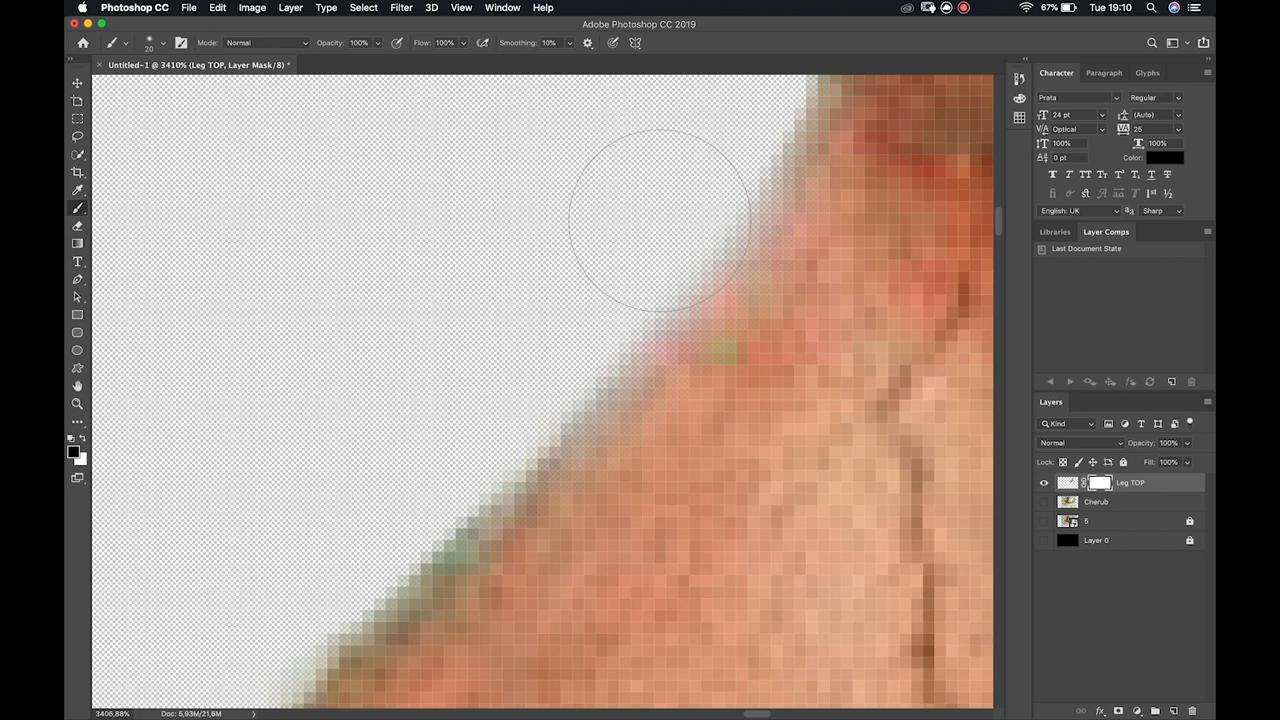 Photoshop CC File Edit Image Layer Type Select Filter 3D View Window Help 67% Tue 19:10
Adobe Photoshop CC 2019
20 Mode: Normal Opacity: 100% Flow: 100% Smoothing: 10%
Untitled-1 @ 3410% (Leg TOP, Layer Mask/8) *
Character Paragraph Glyphs
Prata Regular
24 pt (Auto)
Optical 25
100% 100%
0 pt Color:
English: UK Sharp
Libraries Layer Comps
Last Document State
Layers
Kind
Normal Opacity: 100%
Lock: Fill: 100%
Leg TOP
Cherub
5
Layer 0
3406,88% Doc: 5,93M/21,6M